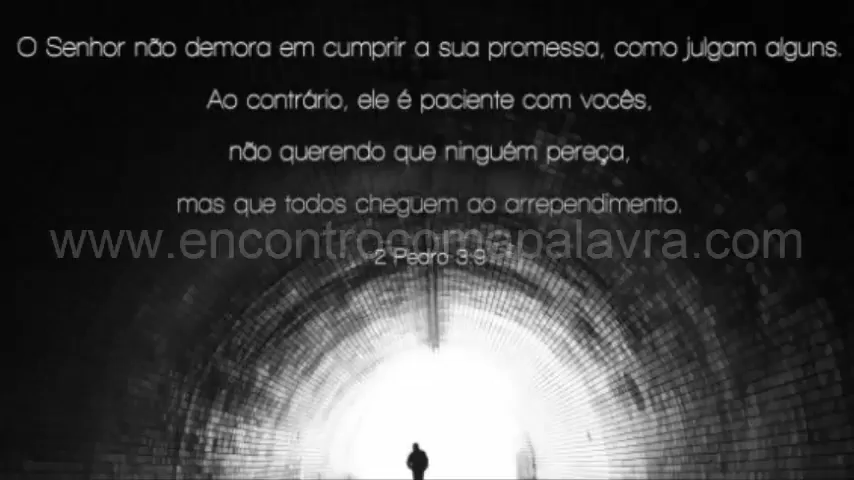 O Senhor não demora em cumprir a sua promessa, como julgam alguns.
Ao contrário, ele é paciente com vocês,
não querendo que ninguém pereça,
mas que todos cheguem ao arrependimento.
www.encontrocomapalavra.com
2 Pedro 3:9